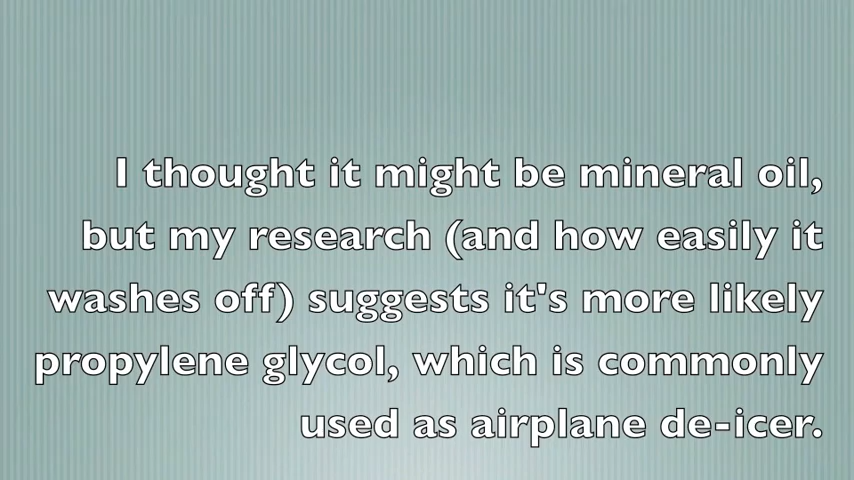 I thought it might be mineral oil,
but my research (and how easily it
washes off) suggests it's more likely
propylene glycol, which is commonly
used as airplane de-icer.